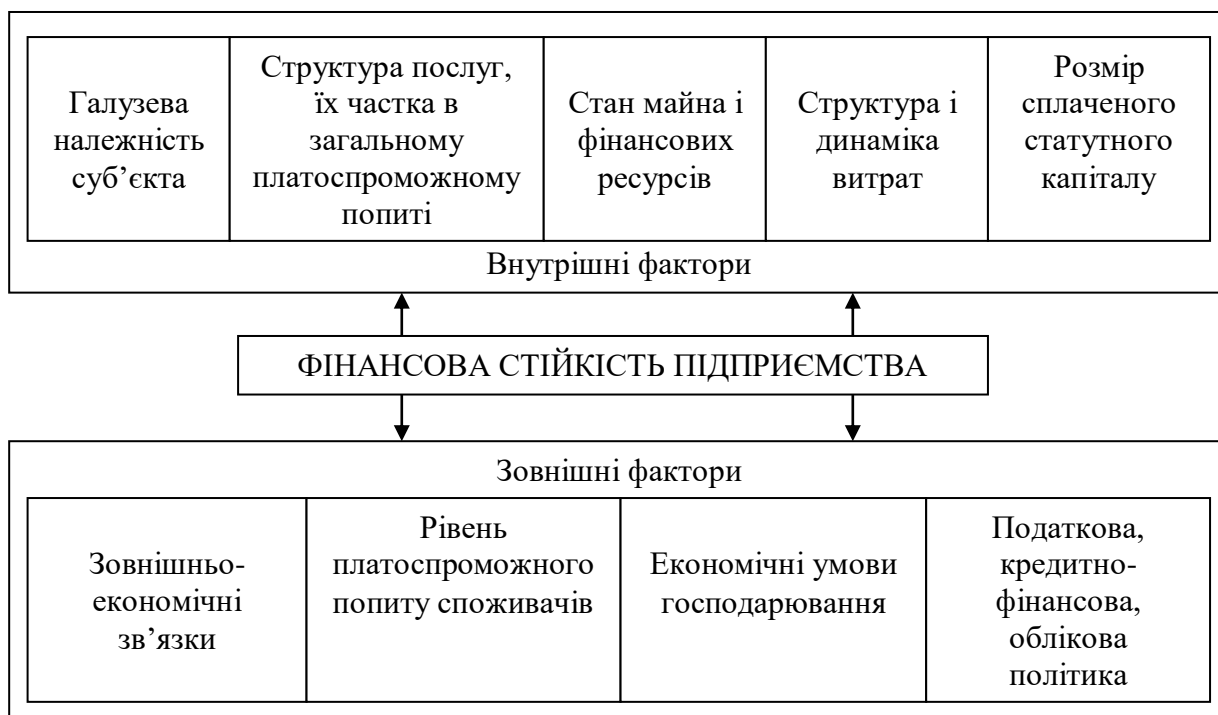 Галузева
належність
суб’єкта
Структура послуг,
їх частка в
загальному
платоспроможному
попиті
Стан майна і
фінансових
ресурсів
Структура і
динаміка
витрат
Розмір
сплаченого
статутного
капіталу
Внутрішні фактори
ФІНАНСОВА СТІЙКІСТЬ ПІДПРИЄМСТВА
Зовнішні фактори
Зовнішньо-
економічні
зв’язки
Рівень
платоспроможного
попиту споживачів
Економічні умови
господарювання
Податкова,
кредитно-
фінансова,
облікова
політика